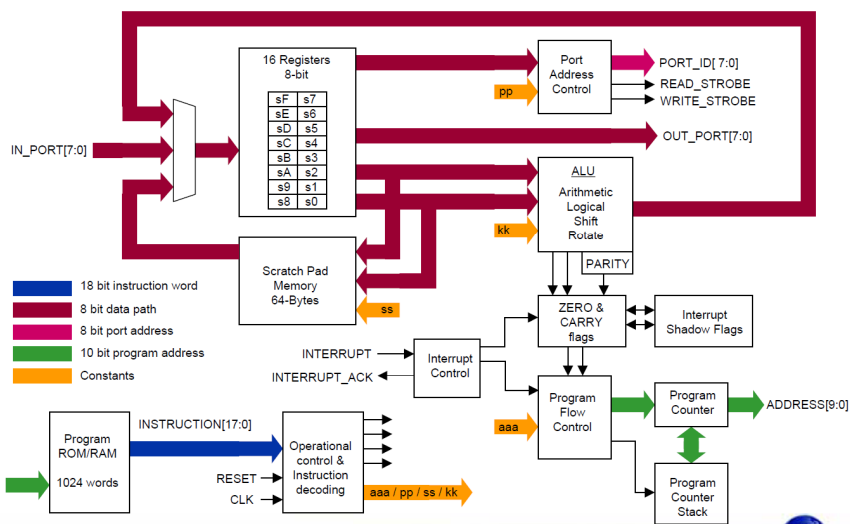 16 Registers
8-bit
sF s7
sE s6
sD s5
sC s4
sB s3
sA s2
s9 s1
s8 s0
IN_PORT[7:0]
Port
Address
Control
pp
PORT_ID[ 7:0]
READ_STROBE
WRITE_STROBE
OUT_PORT[7:0]
ALU
Arithmetic
Logical
Shift
Rotate
kk
PARITY
Scratch Pad
Memory
64-Bytes
ss
18 bit instruction word
8 bit data path
8 bit port address
10 bit program address
Constants
ZERO &
CARRY
flags
Interrupt
Shadow Flags
INTERRUPT
INTERRUPT_ACK
Interrupt
Control
Program
Flow
Control
aaa
Program
Counter
ADDRESS[9:0]
Program
Counter
Stack
Program
ROM/RAM
1024 words
INSTRUCTION[17:0]
RESET
CLK
Operational
control &
Instruction
decoding
aaa / pp / ss / kk